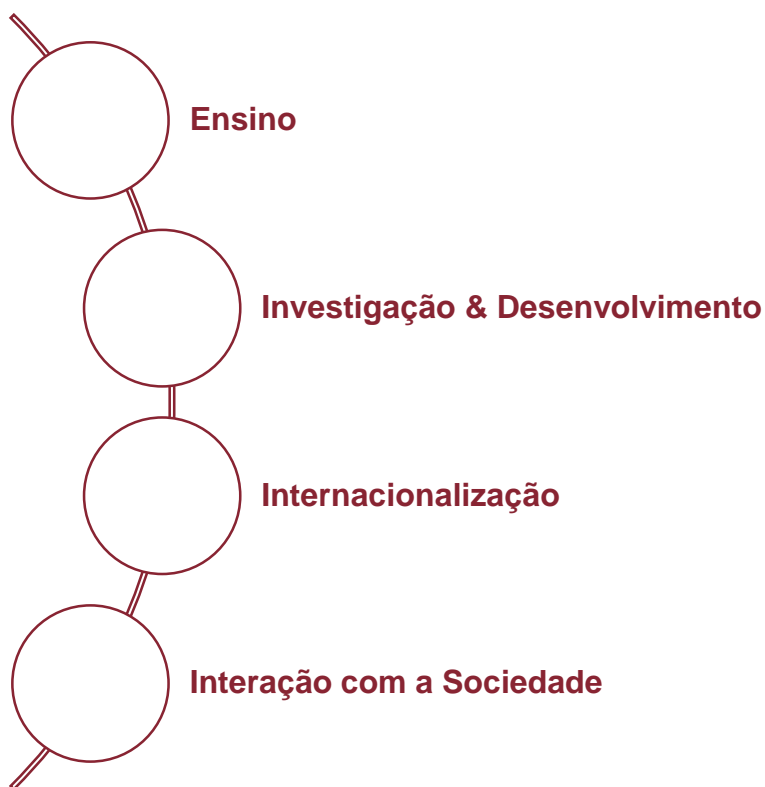 Ensino
Investigação & Desenvolvimento
Internacionalização
Interação com a Sociedade